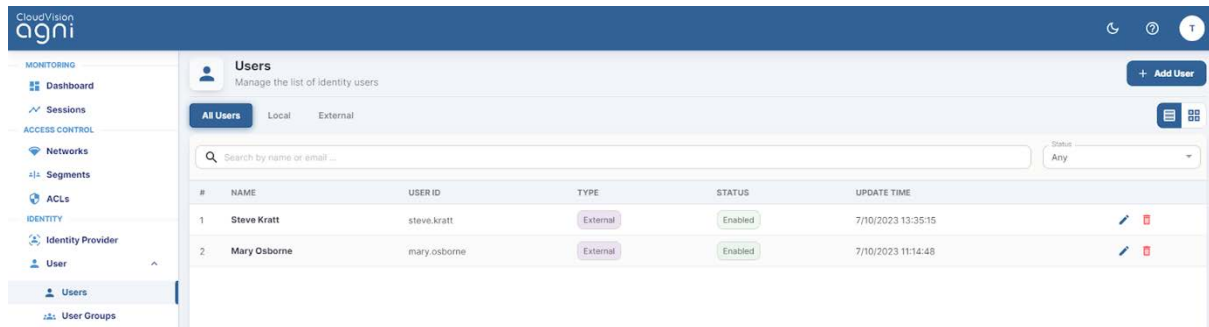 CloudVision
agni
T
MONITORING
Dashboard
Sessions
ACCESS CONTROL
Networks
Segments
ACLs
IDENTITY
Identity Provider
User
Users
User Groups
Users
Manage the list of identity users
+ Add User
All Users Local External
Search by name or email ...
Status
Any
# NAME USER ID TYPE STATUS UPDATE TIME
1 Steve Kratt steve.kratt External Enabled 7/10/2023 13:35:15
2 Mary Osborne mary.osborne External Enabled 7/10/2023 11:14:48